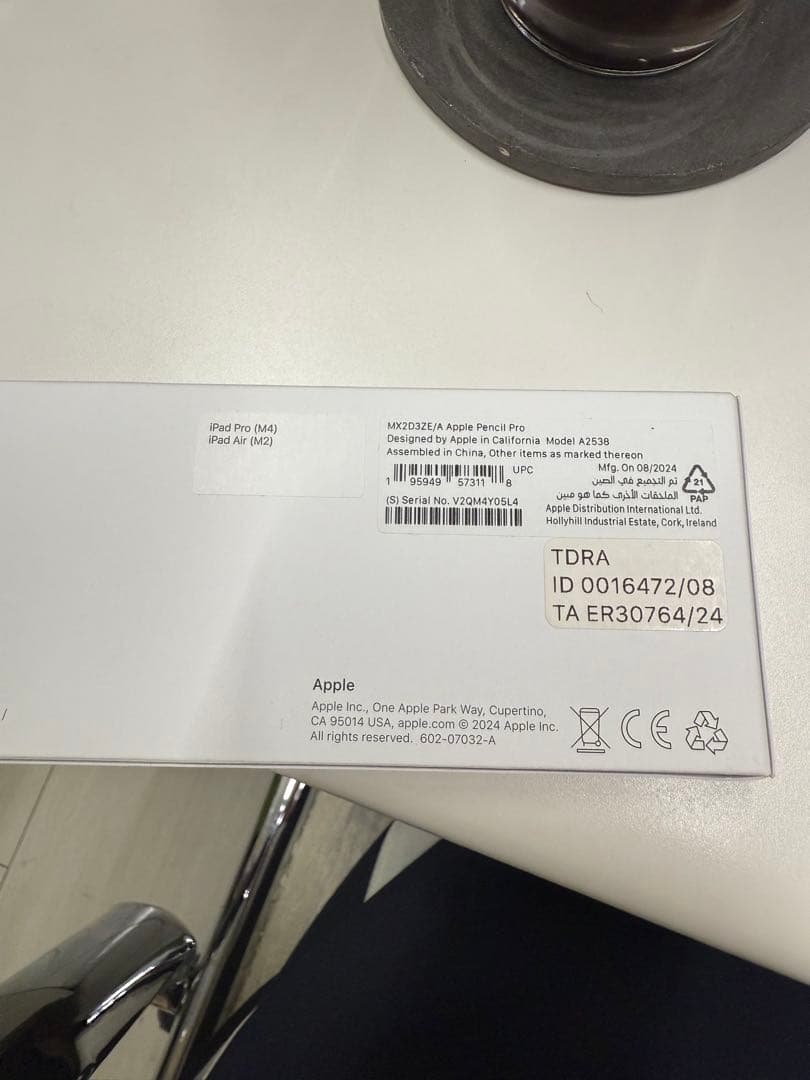 iPad Pro (M4)
iPad Air (M2)
MX2D3ZE/A Apple Pencil Pro
Designed by Apple in California Model A2538
Assembled in China, Other items as marked thereon
UPC
1 95949 57311 8
(S) Serial No. V2QM4Y05L4
Mfg. On 08/2024
تم التجميع في الصين
الملحقات الأخرى كما هو مبين
Apple Distribution International Ltd.
Hollyhill Industrial Estate, Cork, Ireland
21
PAP
TDRA
ID 0016472/08
TA ER30764/24
/
Apple
Apple Inc., One Apple Park Way, Cupertino,
CA 95014 USA, apple.com © 2024 Apple Inc.
All rights reserved. 602-07032-A
CE